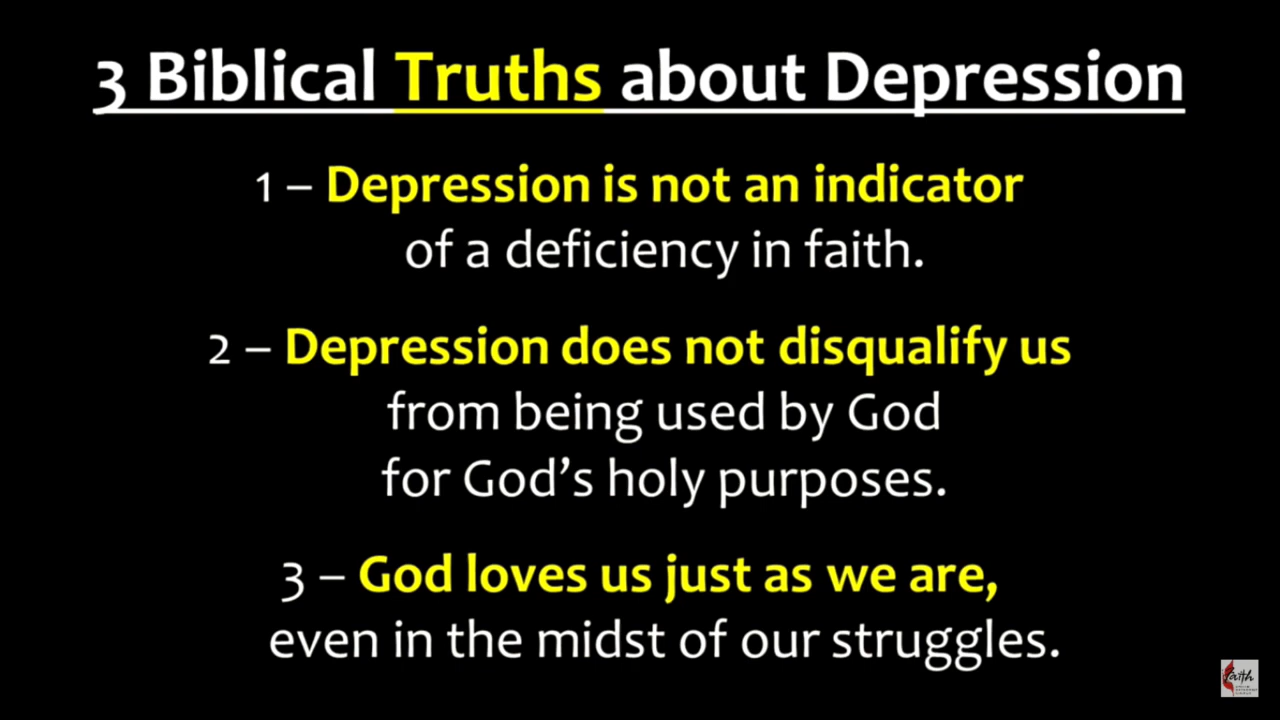 3 Biblical Truths about Depression
1 – Depression is not an indicator
of a deficiency in faith.
2 – Depression does not disqualify us
from being used by God
for God’s holy purposes.
3 – God loves us just as we are,
even in the midst of our struggles.
faith